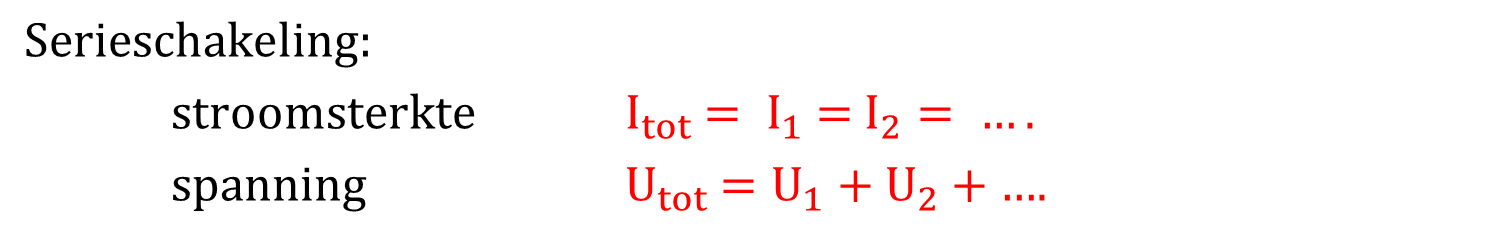 Serieschakeling:
stroomsterkte I_tot = I_1 = I_2 = ... .
spanning U_tot = U_1 + U_2 + ....